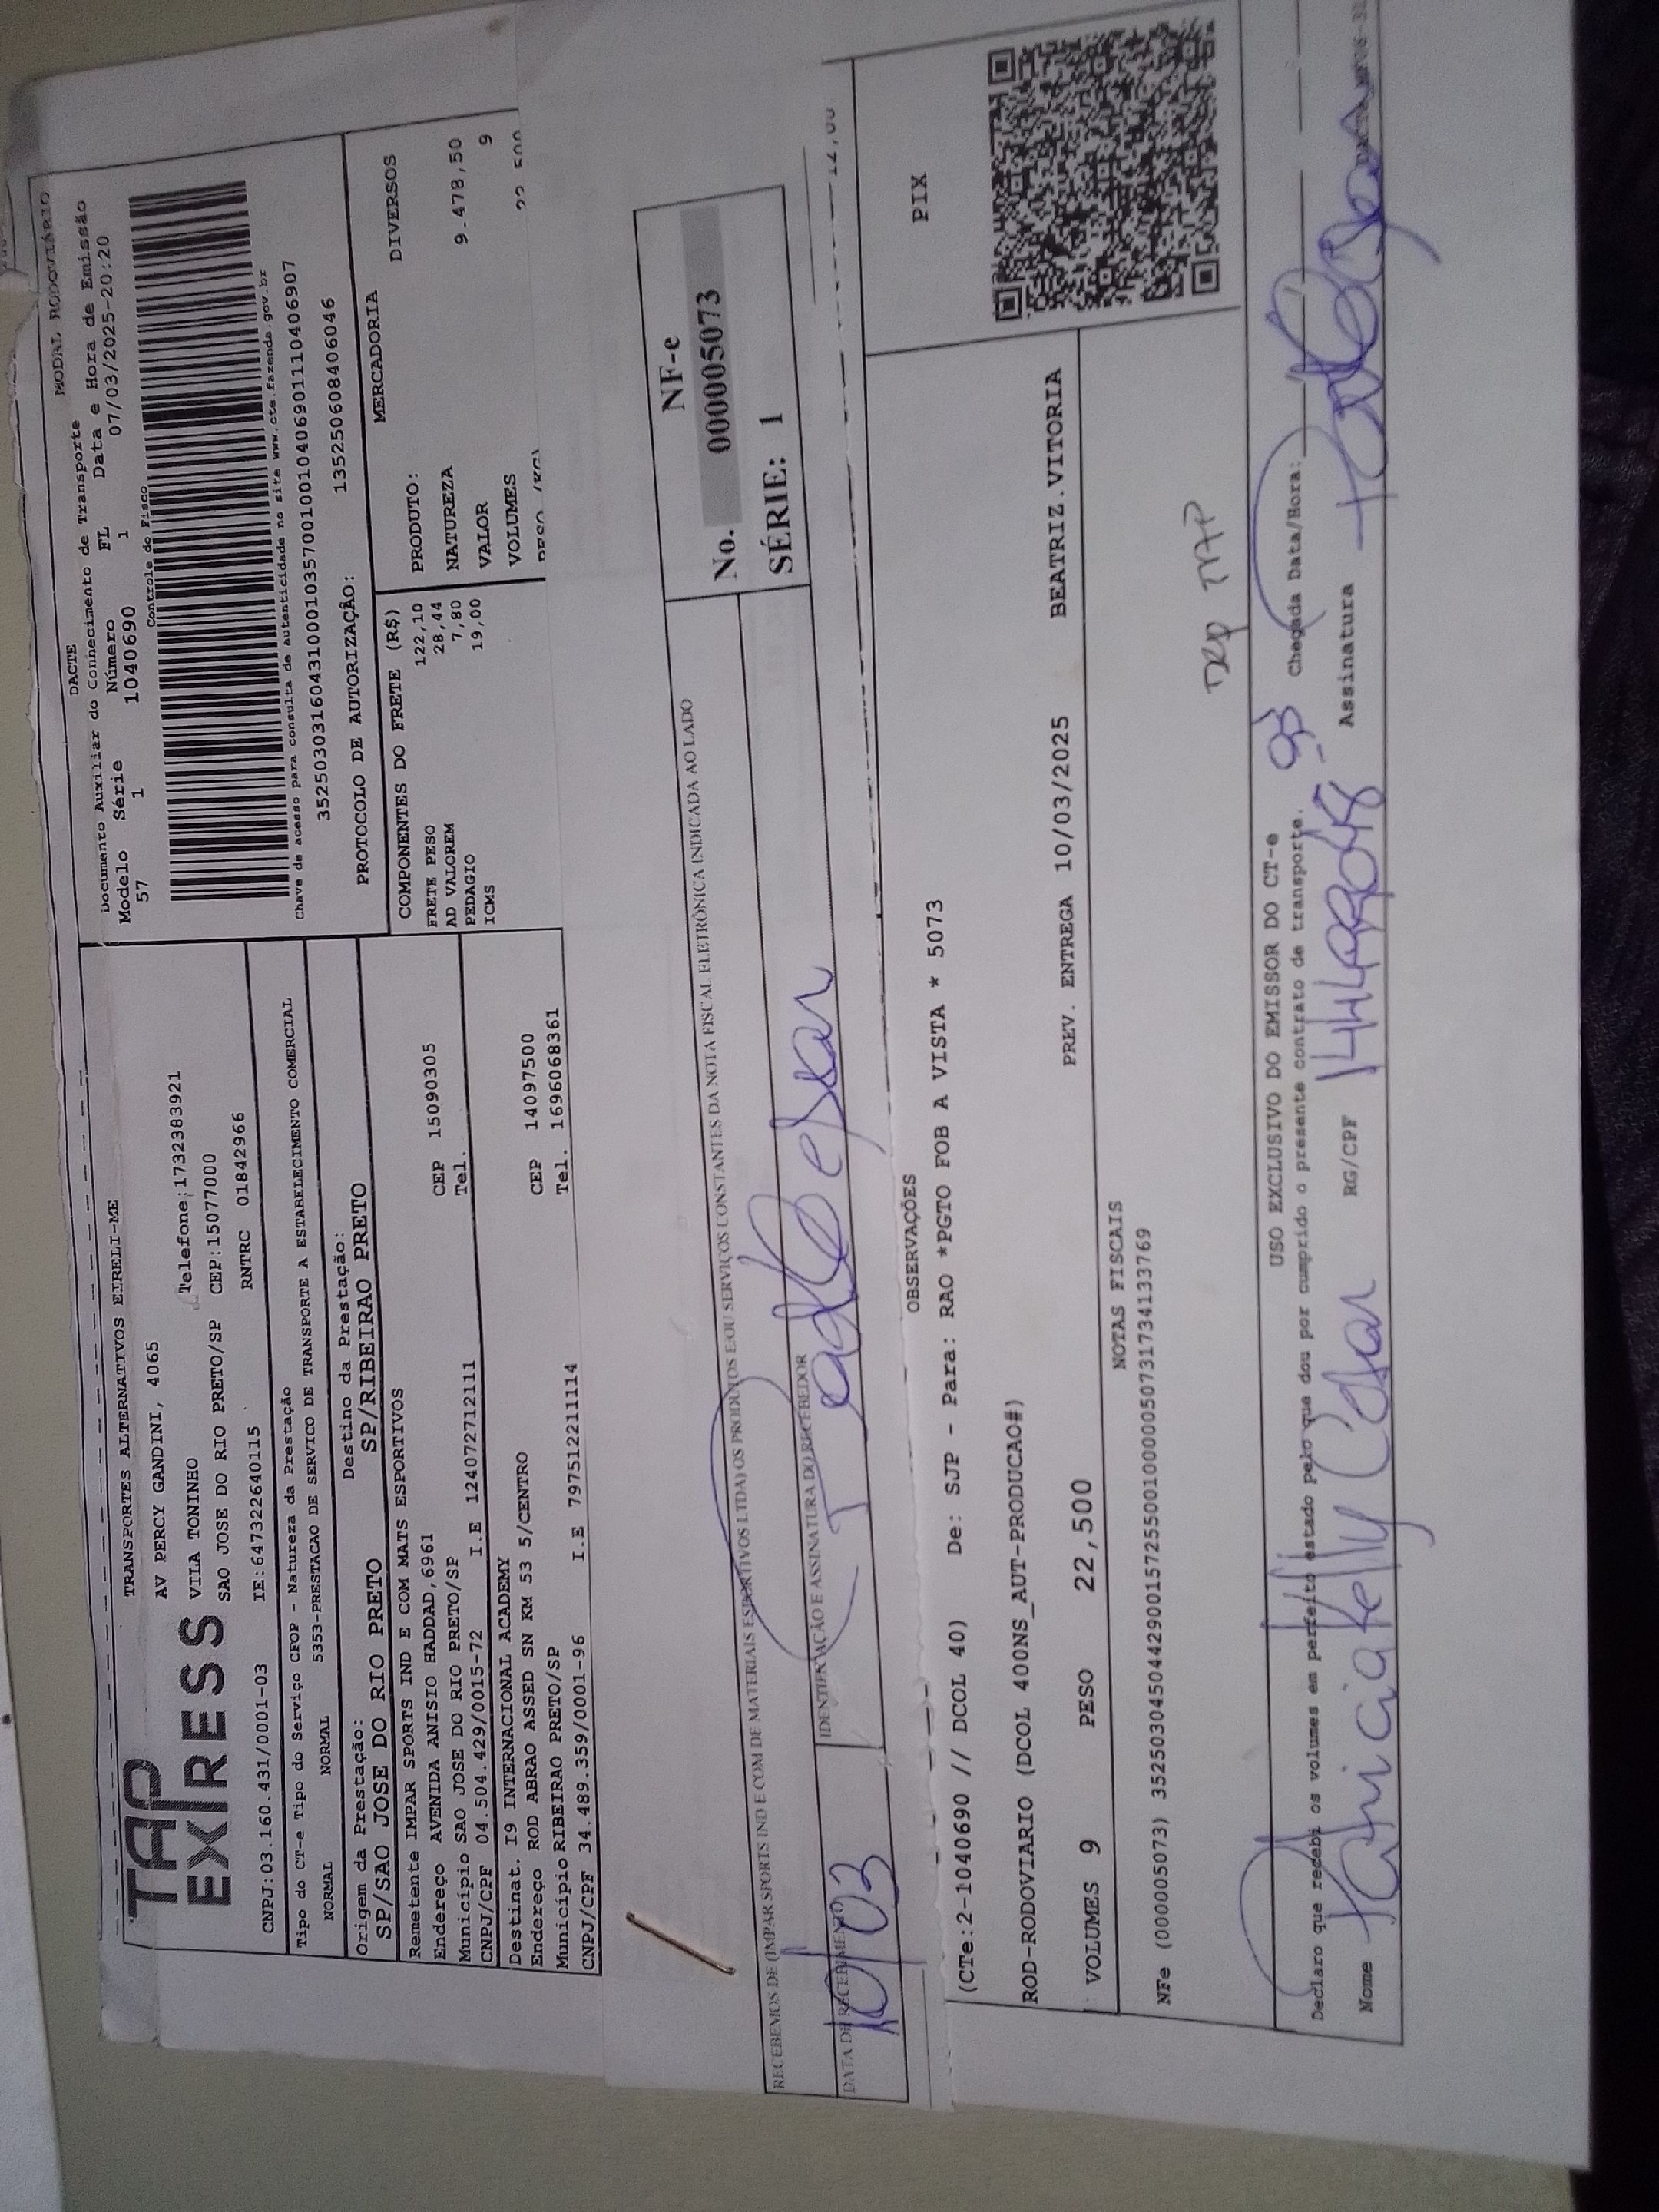 MODAL RODOVIÁRIO
TAP
EXPRESS
TRANSPORTES ALTERNATIVOS EIRELI-ME
AV PERCY GANDINI, 4065
VILA TONINHO Telefone:1732383921
SAO JOSE DO RIO PRETO/SP CEP:15077000
CNPJ:03.160.431/0001-03 IE:647322640115 RNTRC 01842966
DACTE
Documento Auxiliar do Conhecimento de Transporte
Modelo Série Número FL Data e Hora de Emissão
57 1 1040690 1 07/03/2025-20:20
Controle do Fisco
Chave de acesso para consulta de autenticidade no site www.cte.fazenda.gov.br
PROTOCOLO DE AUTORIZAÇÃO: 135250608406046
Tipo do CT-e Tipo do Serviço CFOP - Natureza da Prestação
NORMAL NORMAL 5353-PRESTACAO DE SERVICO DE TRANSPORTE A ESTABELECIMENTO COMERCIAL
Origem da Prestação: Destino da Prestação:
SP/SAO JOSE DO RIO PRETO SP/RIBEIRAO PRETO
Remetente IMPAR SPORTS IND E COM MATS ESPORTIVOS
Endereço AVENIDA ANISIO HADDAD,6961 CEP 15090305
Município SAO JOSE DO RIO PRETO/SP Tel.
CNPJ/CPF 04.504.429/0015-72 I.E 124072712111
Destinat. I9 INTERNACIONAL ACADEMY
Endereço ROD ABRAO ASSED SN KM 53 5/CENTRO CEP 14097500
Município RIBEIRAO PRETO/SP Tel. 16996068361
CNPJ/CPF 34.489.359/0001-96 I.E 797512211114
COMPONENTES DO FRETE (R$)
FRETE PESO 122,10
AD VALOREM 28,44
PEDAGIO 7,80
ICMS 19,00
MERCADORIA
PRODUTO: DIVERSOS
NATUREZA
VALOR 9.478,50
VOLUMES 9
RECEBEMOS DE (IMPAR SPORTS IND E COM DE MATERIAIS ESPORTIVOS LTDA) OS PRODUTOS E/OU SERVIÇOS CONSTANTES DA NOTA FISCAL ELETRÔNICA INDICADA AO LADO
DATA DE RECEBIMENTO IDENTIFICAÇÃO E ASSINATURA DO RECEBEDOR
10/03
NF-e
No. 000005073
SÉRIE: 1
OBSERVAÇÕES
(CTe:2-1040690 // DCOL 40) De: SJP - Para: RAO *PGTO FOB A VISTA * 5073
PIX
ROD-RODOVIARIO (DCOL 400NS_AUT-PRODUCAO#)
VOLUMES 9 PESO 22,500 PREV. ENTREGA 10/03/2025 BEATRIZ.VITORIA
NOTAS FISCAIS
NFe (000005073) 35250304504429001572550010000050731734133769
Dep TAP
USO EXCLUSIVO DO EMISSOR DO CT-e
Declaro que recebi os volumes em perfeito estado pelo que dou por cumprido o presente contrato de transporte. Chegada Data/Hora:
Nome Patricia Kelly Cesar RG/CPF Assinatura